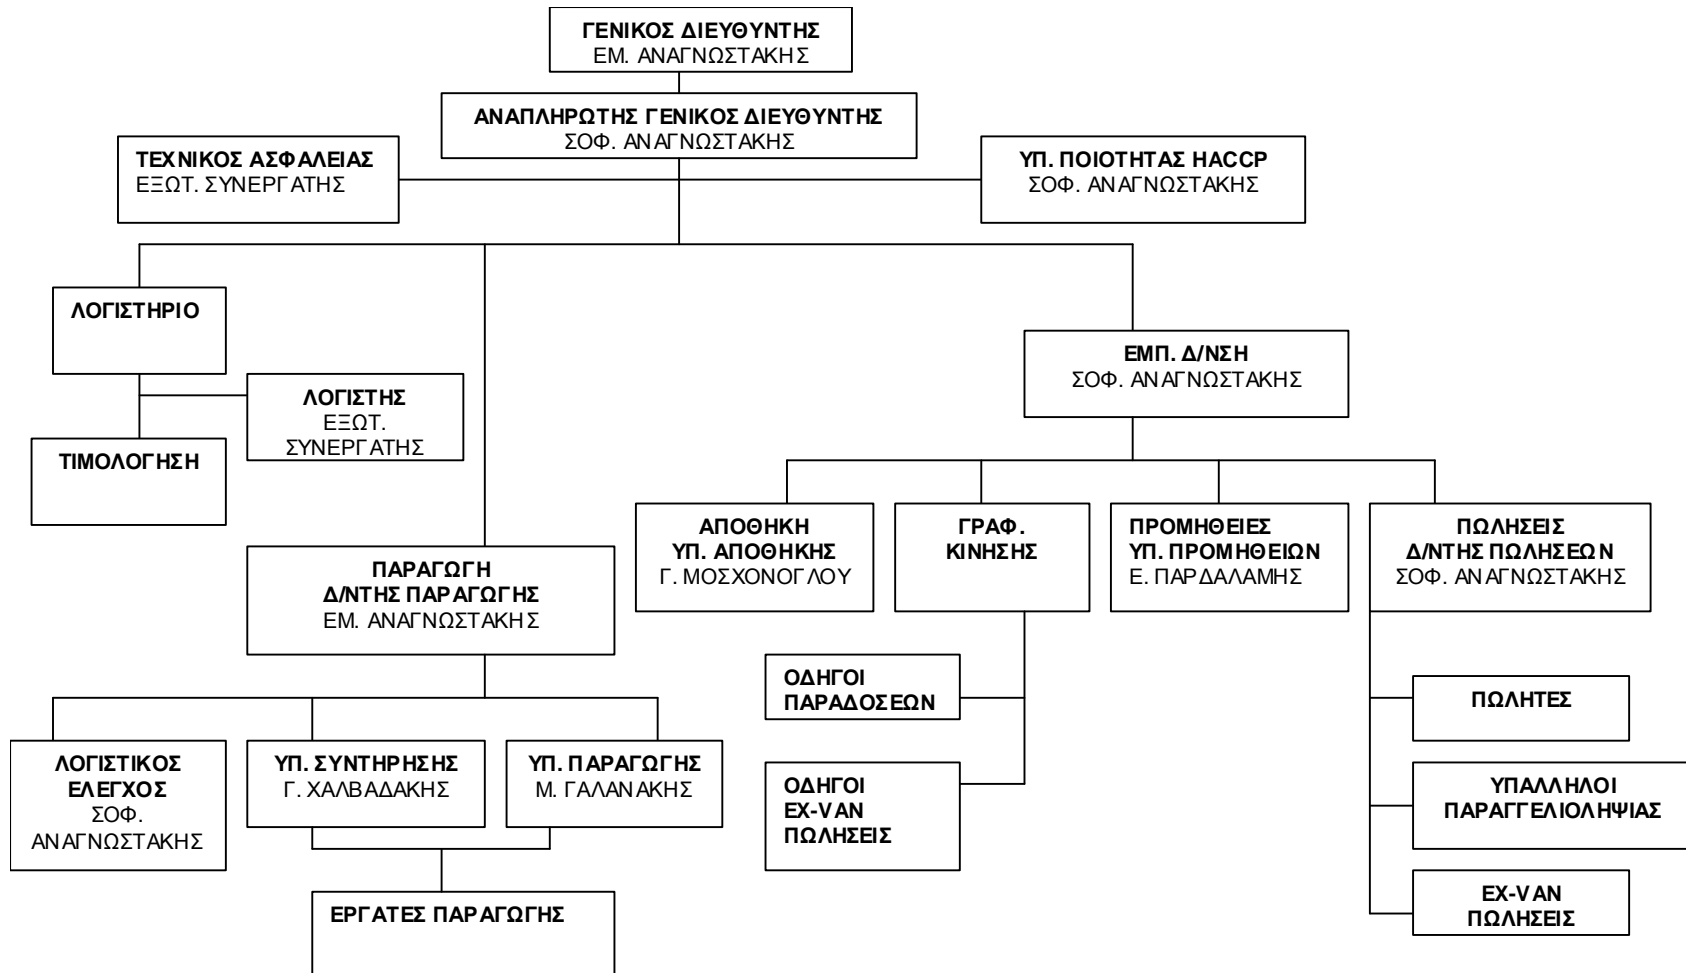 ΓΕΝΙΚΟΣ ΔΙΕΥΘΥΝΤΗΣ
ΕΜ. ΑΝΑΓΝΩΣΤΑΚΗΣ
ΑΝΑΠΛΗΡΩΤΗΣ ΓΕΝΙΚΟΣ ΔΙΕΥΘΥΝΤΗΣ
ΣΟΦ. ΑΝΑΓΝΩΣΤΑΚΗΣ
ΤΕΧΝΙΚΟΣ ΑΣΦΑΛΕΙΑΣ
ΕΞΩΤ. ΣΥΝΕΡΓΑΤΗΣ
ΥΠ. ΠΟΙΟΤΗΤΑΣ HACCP
ΣΟΦ. ΑΝΑΓΝΩΣΤΑΚΗΣ
ΛΟΓΙΣΤΗΡΙΟ
ΕΜΠ. Δ/ΝΣΗ
ΣΟΦ. ΑΝΑΓΝΩΣΤΑΚΗΣ
ΛΟΓΙΣΤΗΣ
ΕΞΩΤ.
ΣΥΝΕΡΓΑΤΗΣ
ΤΙΜΟΛΟΓΗΣΗ
ΑΠΟΘΗΚΗ
ΥΠ. ΑΠΟΘΗΚΗΣ
Γ. ΜΟΣΧΟΝΟΓΛΟΥ
ΓΡΑΦ.
ΚΙΝΗΣΗΣ
ΠΡΟΜΗΘΕΙΕΣ
ΥΠ. ΠΡΟΜΗΘΕΙΩΝ
Ε. ΠΑΡΔΑΛΑΜΗΣ
ΠΩΛΗΣΕΙΣ
Δ/ΝΤΗΣ ΠΩΛΗΣΕΩΝ
ΣΟΦ. ΑΝΑΓΝΩΣΤΑΚΗΣ
ΠΑΡΑΓΩΓΗ
Δ/ΝΤΗΣ ΠΑΡΑΓΩΓΗΣ
ΕΜ. ΑΝΑΓΝΩΣΤΑΚΗΣ
ΟΔΗΓΟΙ
ΠΑΡΑΔΟΣΕΩΝ
ΠΩΛΗΤΕΣ
ΛΟΓΙΣΤΙΚΟΣ
ΕΛΕΓΧΟΣ
ΣΟΦ.
ΑΝΑΓΝΩΣΤΑΚΗΣ
ΥΠ. ΣΥΝΤΗΡΗΣΗΣ
Γ. ΧΑΛΒΑΔΑΚΗΣ
ΥΠ. ΠΑΡΑΓΩΓΗΣ
Μ. ΓΑΛΑΝΑΚΗΣ
ΟΔΗΓΟΙ
EX-VAN
ΠΩΛΗΣΕΙΣ
ΥΠΑΛΛΗΛΟΙ
ΠΑΡΑΓΓΕΛΙΟΛΗΨΙΑΣ
EX-VAN
ΠΩΛΗΣΕΙΣ
ΕΡΓΑΤΕΣ ΠΑΡΑΓΩΓΗΣ